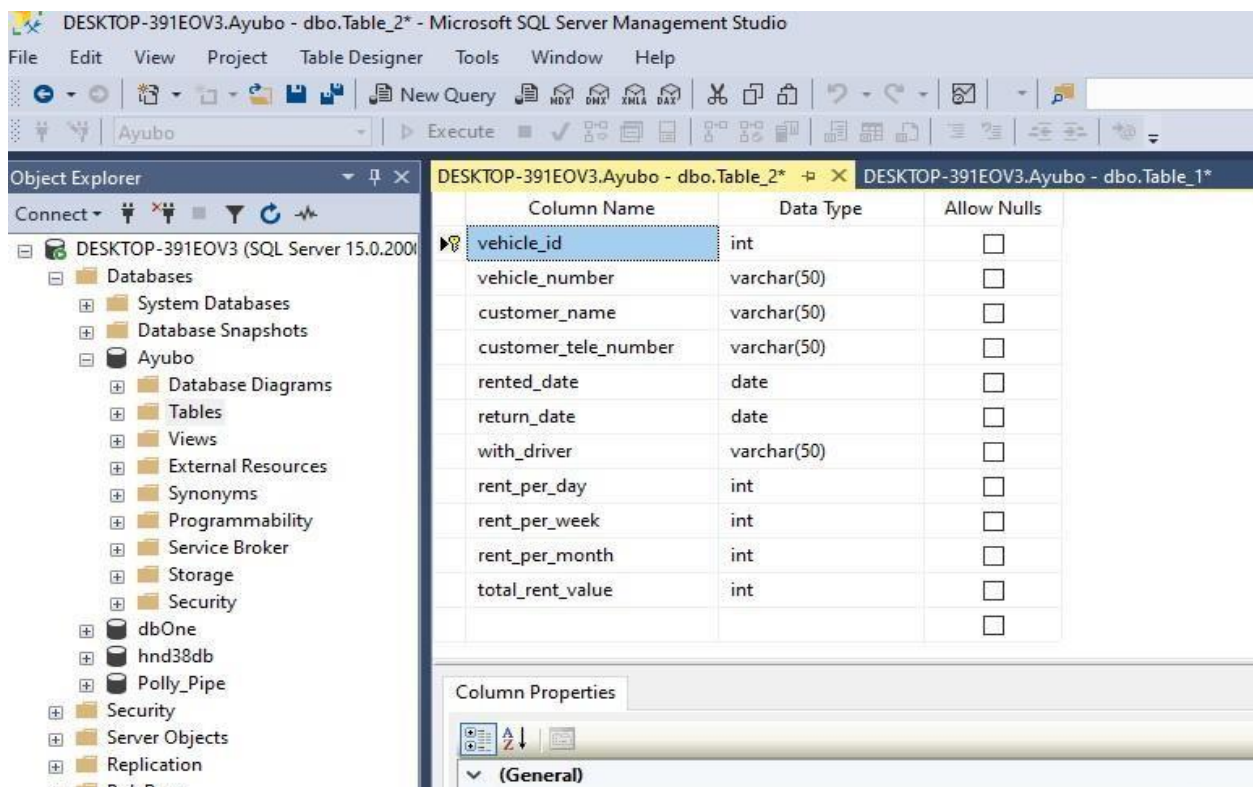 DESKTOP-391EOV3.Ayubo - dbo.Table_2* - Microsoft SQL Server Management Studio
File Edit View Project Table Designer Tools Window Help
New Query MDX DMX XMLA DAX
Ayubo Execute
Object Explorer
DESKTOP-391EOV3.Ayubo - dbo.Table_2* DESKTOP-391EOV3.Ayubo - dbo.Table_1*
Connect
DESKTOP-391EOV3 (SQL Server 15.0.200
Databases
System Databases
Database Snapshots
Ayubo
Database Diagrams
Tables
Views
External Resources
Synonyms
Programmability
Service Broker
Storage
Security
dbOne
hnd38db
Polly_Pipe
Security
Server Objects
Replication
Column Name Data Type Allow Nulls
vehicle_id int
vehicle_number varchar(50)
customer_name varchar(50)
customer_tele_number varchar(50)
rented_date date
return_date date
with_driver varchar(50)
rent_per_day int
rent_per_week int
rent_per_month int
total_rent_value int
Column Properties
(General)